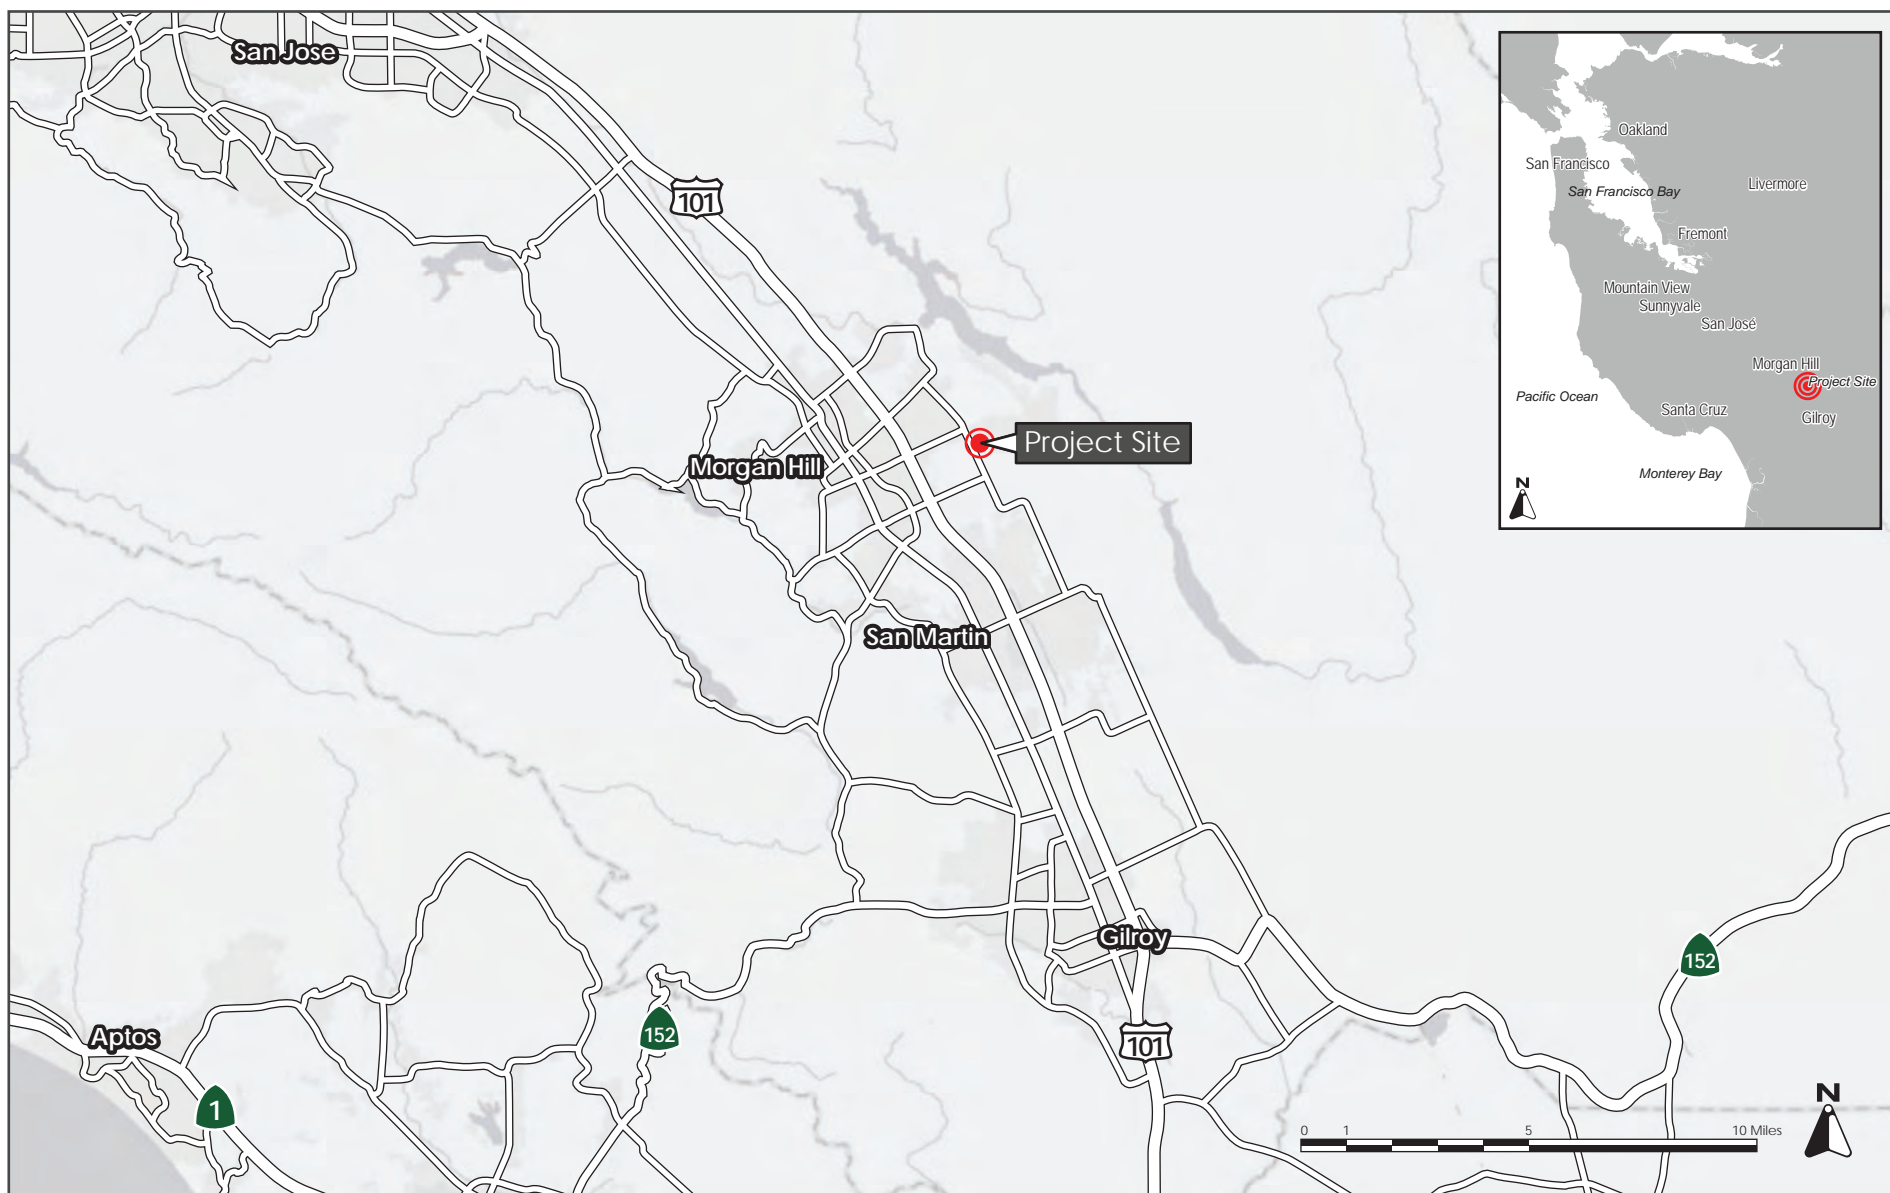 San Jose
101
Project Site
Morgan Hill
San Martin
Gilroy
152
Aptos
152
101
1
0 1 5 10 Miles
N
Oakland
San Francisco
San Francisco Bay
Livermore
Fremont
Mountain View
Sunnyvale
San José
Morgan Hill
Project Site
Pacific Ocean
Santa Cruz
Gilroy
Monterey Bay
N